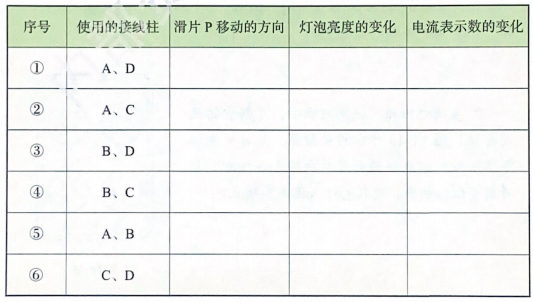 序号 使用的接线柱 滑片 P 移动的方向 灯泡亮度的变化 电流表示数的变化
① A、D
② A、C
③ B、D
④ B、C
⑤ A、B
⑥ C、D